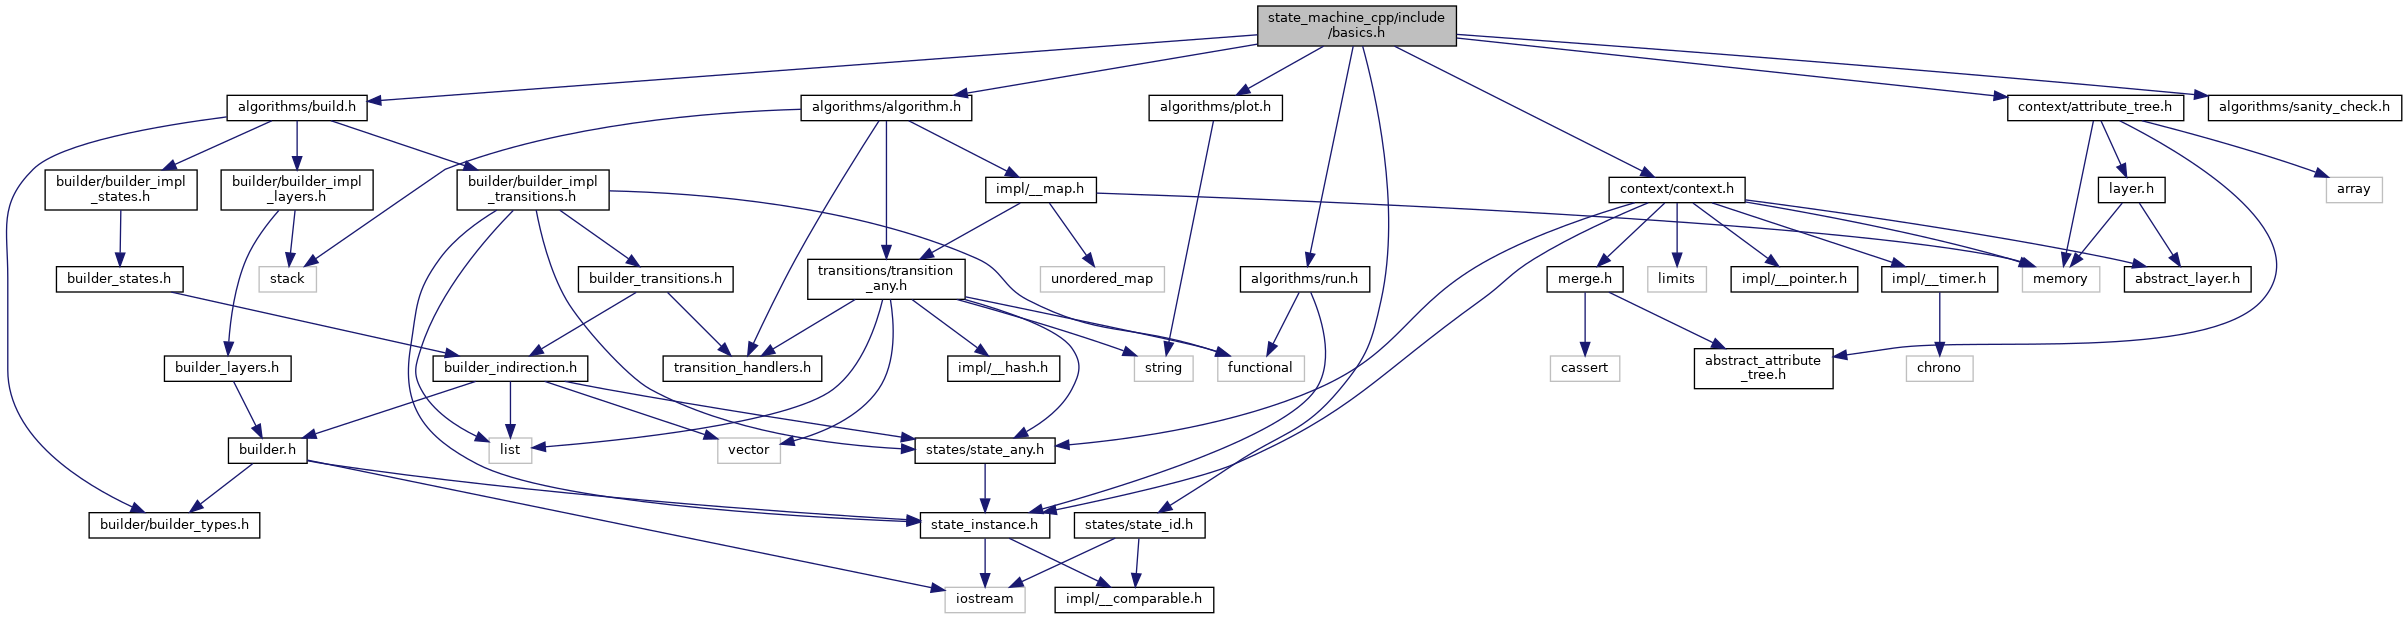 state_machine_cpp/include
/basics.h
algorithms/build.h
algorithms/algorithm.h
algorithms/plot.h
context/attribute_tree.h
algorithms/sanity_check.h
builder/builder_impl
_states.h
builder/builder_impl
_layers.h
builder/builder_impl
_transitions.h
impl/__map.h
context/context.h
layer.h
array
builder_states.h
stack
builder_transitions.h
transitions/transition
_any.h
unordered_map
algorithms/run.h
merge.h
limits
impl/__pointer.h
impl/__timer.h
memory
abstract_layer.h
builder_layers.h
builder_indirection.h
transition_handlers.h
impl/__hash.h
string
functional
cassert
abstract_attribute
_tree.h
chrono
builder.h
list
vector
states/state_any.h
builder/builder_types.h
state_instance.h
states/state_id.h
iostream
impl/__comparable.h